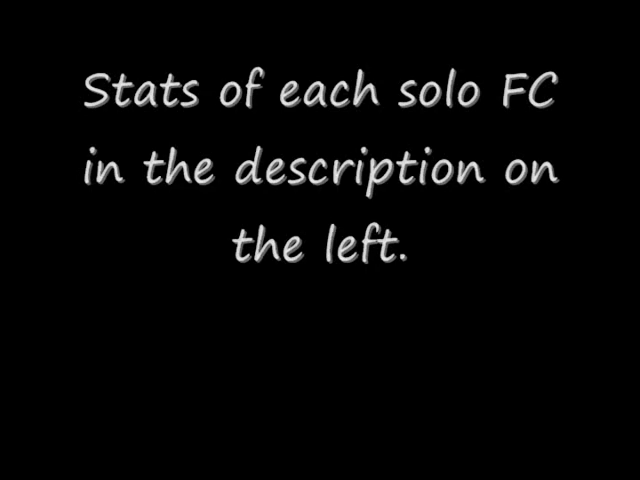 Stats of each solo FC
in the description on
the left.